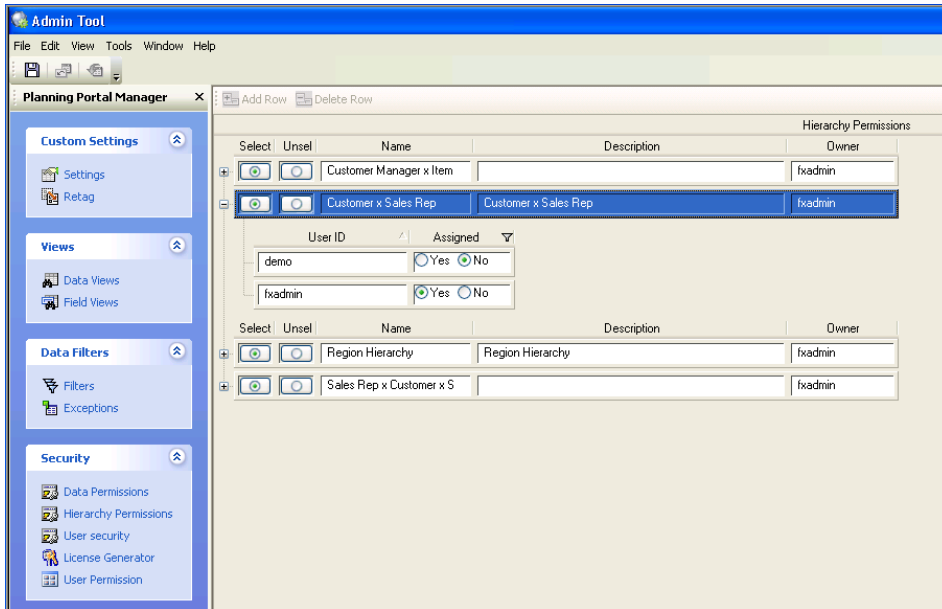 Admin Tool
File Edit View Tools Window Help
Planning Portal Manager
Add Row Delete Row
Hierarchy Permissions
Custom Settings
Settings
Retag
Views
Data Views
Field Views
Data Filters
Filters
Exceptions
Security
Data Permissions
Hierarchy Permissions
User security
License Generator
User Permission
Select Unsel Name Description Owner
Customer Manager x Item fxadmin
Customer x Sales Rep Customer x Sales Rep fxadmin
User ID Assigned
demo Yes No
fxadmin Yes No
Select Unsel Name Description Owner
Region Hierarchy Region Hierarchy fxadmin
Sales Rep x Customer x S fxadmin